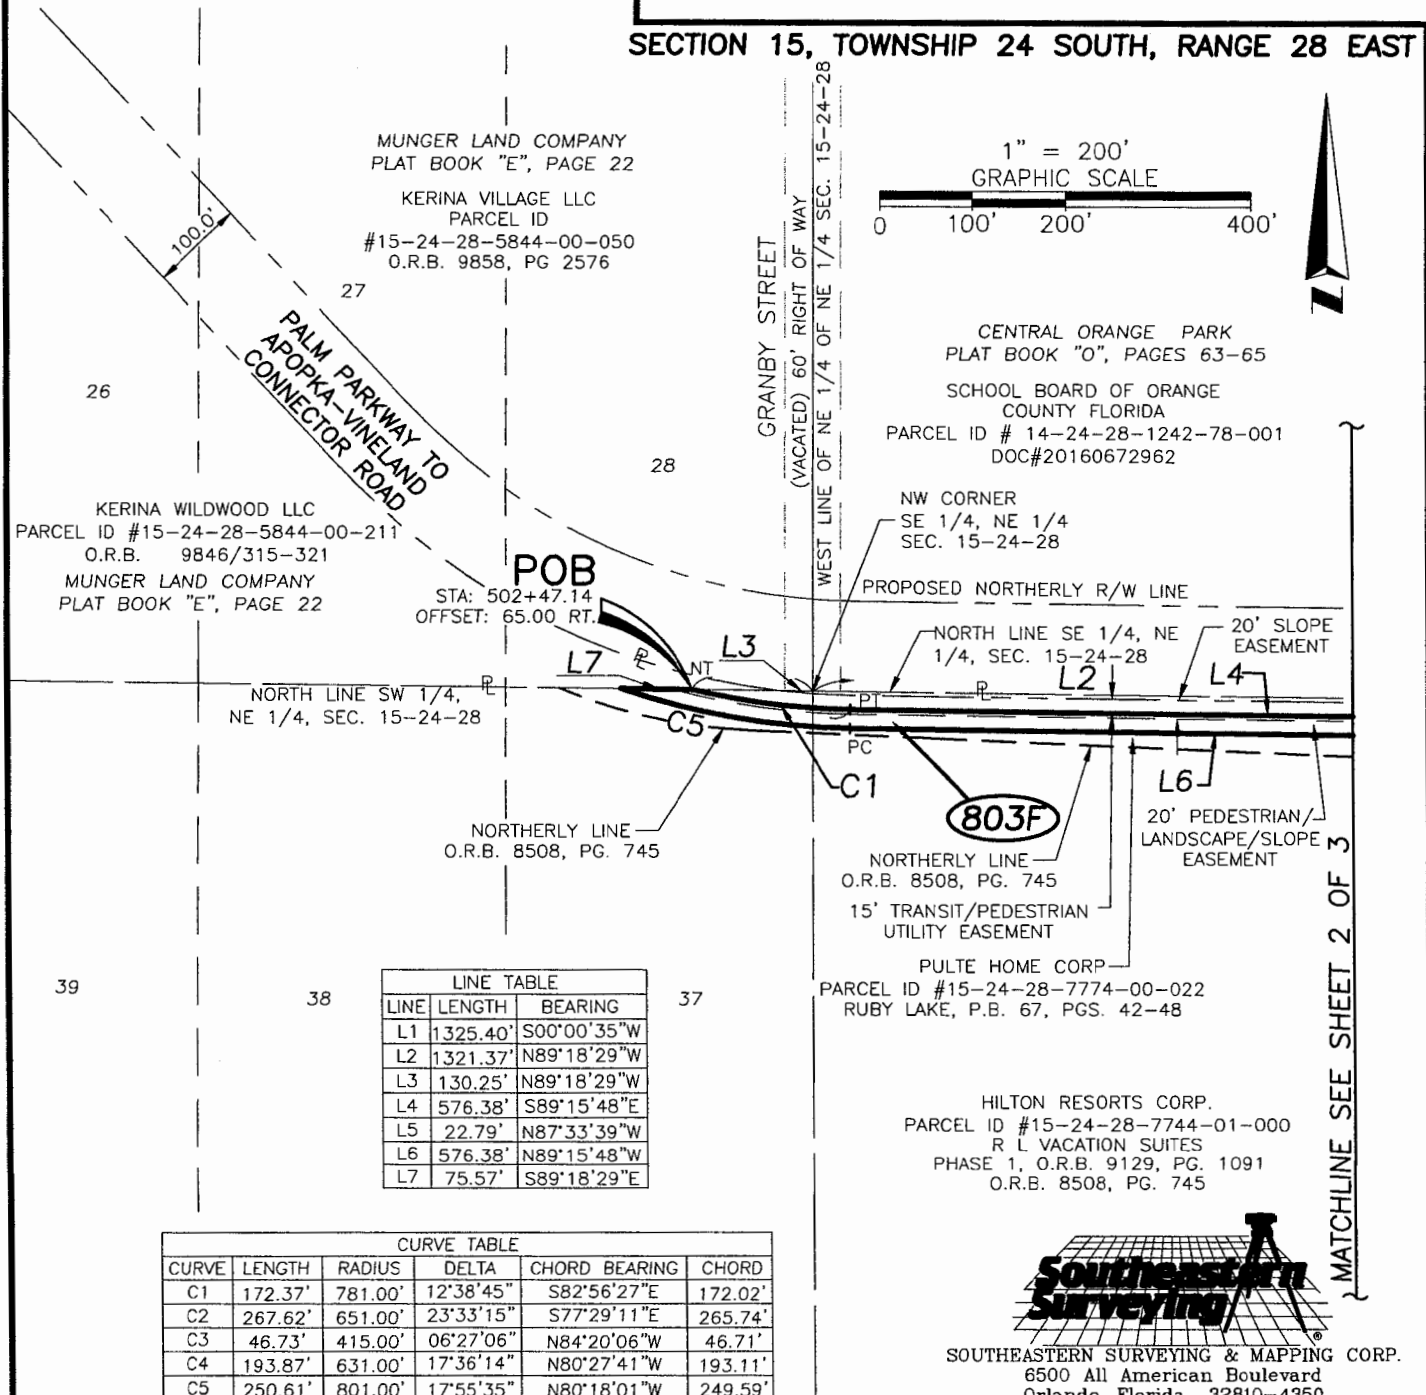 SECTION 15, TOWNSHIP 24 SOUTH, RANGE 28 EAST
MUNGER LAND COMPANY
PLAT BOOK "E", PAGE 22
KERINA VILLAGE LLC
PARCEL ID
#15-24-28-5844-00-050
O.R.B. 9858, PG 2576
100.0'
27
26
28
PALM PARKWAY TO
APOPKA-VINELAND
CONNECTOR ROAD
GRANBY STREET
(VACATED) 60' RIGHT OF WAY
WEST LINE OF NE 1/4 OF NE 1/4 SEC. 15-24-28
1" = 200'
GRAPHIC SCALE
0 100' 200' 400'
CENTRAL ORANGE PARK
PLAT BOOK "O", PAGES 63-65
SCHOOL BOARD OF ORANGE
COUNTY FLORIDA
PARCEL ID # 14-24-28-1242-78-001
DOC#20160672962
NW CORNER
SE 1/4, NE 1/4
SEC. 15-24-28
KERINA WILDWOOD LLC
PARCEL ID #15-24-28-5844-00-211
O.R.B. 9846/315-321
MUNGER LAND COMPANY
PLAT BOOK "E", PAGE 22
POB
STA: 502+47.14
OFFSET: 65.00 RT.
PROPOSED NORTHERLY R/W LINE
NORTH LINE SE 1/4, NE
1/4, SEC. 15-24-28
20' SLOPE
EASEMENT
L7
PL
NT
L3
PL
L2
L4
PL
NORTH LINE SW 1/4,
NE 1/4, SEC. 15-24-28
C5
PT
PC
C1
L6
803F
NORTHERLY LINE
O.R.B. 8508, PG. 745
NORTHERLY LINE
O.R.B. 8508, PG. 745
20' PEDESTRIAN/
LANDSCAPE/SLOPE
EASEMENT
15' TRANSIT/PEDESTRIAN
UTILITY EASEMENT
PULTE HOME CORP
PARCEL ID #15-24-28-7774-00-022
RUBY LAKE, P.B. 67, PGS. 42-48
39
38
37
LINE TABLE
LINE LENGTH BEARING
L1 1325.40' S00°00'35"W
L2 1321.37' N89°18'29"W
L3 130.25' N89°18'29"W
L4 576.38' S89°15'48"E
L5 22.79' N87°33'39"W
L6 576.38' N89°15'48"W
L7 75.57' S89°18'29"E
HILTON RESORTS CORP.
PARCEL ID #15-24-28-7744-01-000
R L VACATION SUITES
PHASE 1, O.R.B. 9129, PG. 1091
O.R.B. 8508, PG. 745
MATCHLINE SEE SHEET 2 OF 3
CURVE TABLE
CURVE LENGTH RADIUS DELTA CHORD BEARING CHORD
C1 172.37' 781.00' 12°38'45" S82°56'27"E 172.02'
C2 267.62' 651.00' 23°33'15" S77°29'11"E 265.74'
C3 46.73' 415.00' 06°27'06" N84°20'06"W 46.71'
C4 193.87' 631.00' 17°36'14" N80°27'41"W 193.11'
C5 250.61' 801.00' 17°55'35" N80°18'01"W 249.59'
Southeastern
Surveying
®
SOUTHEASTERN SURVEYING & MAPPING CORP.
6500 All American Boulevard
Orlando, Florida 32810-4350